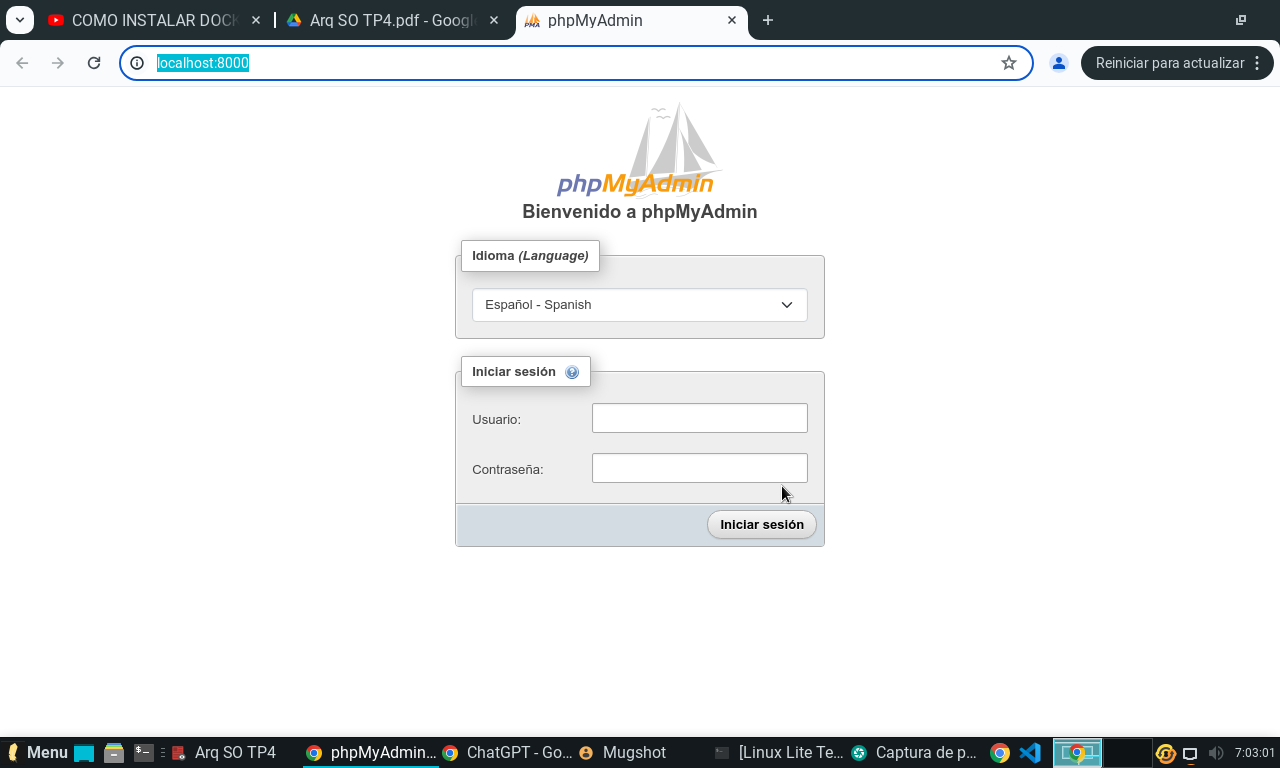 COMO INSTALAR DOCK
Arq SO TP4.pdf - Google
phpMyAdmin
localhost:8000
Reiniciar para actualizar
phpMyAdmin
Bienvenido a phpMyAdmin
Idioma (Language)
Español - Spanish
Iniciar sesión
Usuario:
Contraseña:
Iniciar sesión
Menu
Arq SO TP4
phpMyAdmin...
ChatGPT - Go...
Mugshot
[Linux Lite Te...
Captura de p...
7:03:01